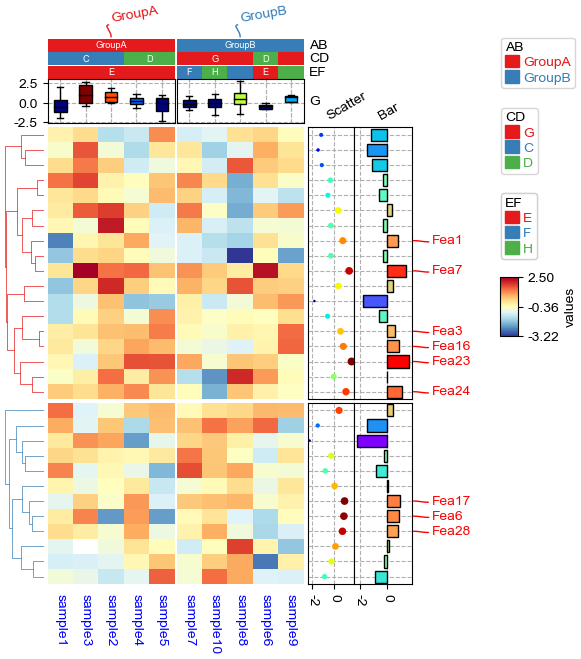 GroupA GroupB
GroupA GroupB AB
C D G D CD
E F H E EF
2.5
0.0
-2.5
G
Scatter Bar
Fea1
Fea7
Fea3
Fea16
Fea23
Fea24
Fea17
Fea6
Fea28
-2 0 -2 0
sample1 sample3 sample2 sample4 sample5 sample7 sample10 sample8 sample6 sample9
AB
GroupA
GroupB
CD
G
C
D
EF
E
F
H
2.50
-0.36
-3.22
values